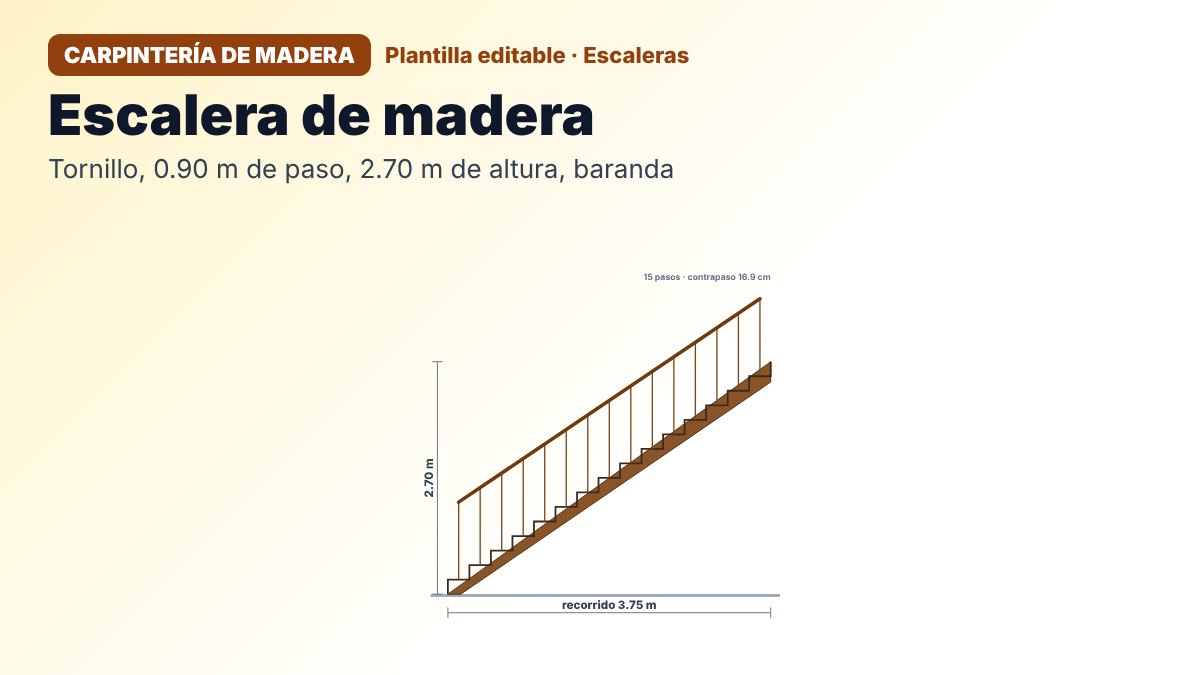 CARPINTERÍA DE MADERA Plantilla editable · Escaleras
Escalera de madera
Tornillo, 0.90 m de paso, 2.70 m de altura, baranda
15 pasos · contrapaso 16.9 cm
2.70 m
recorrido 3.75 m